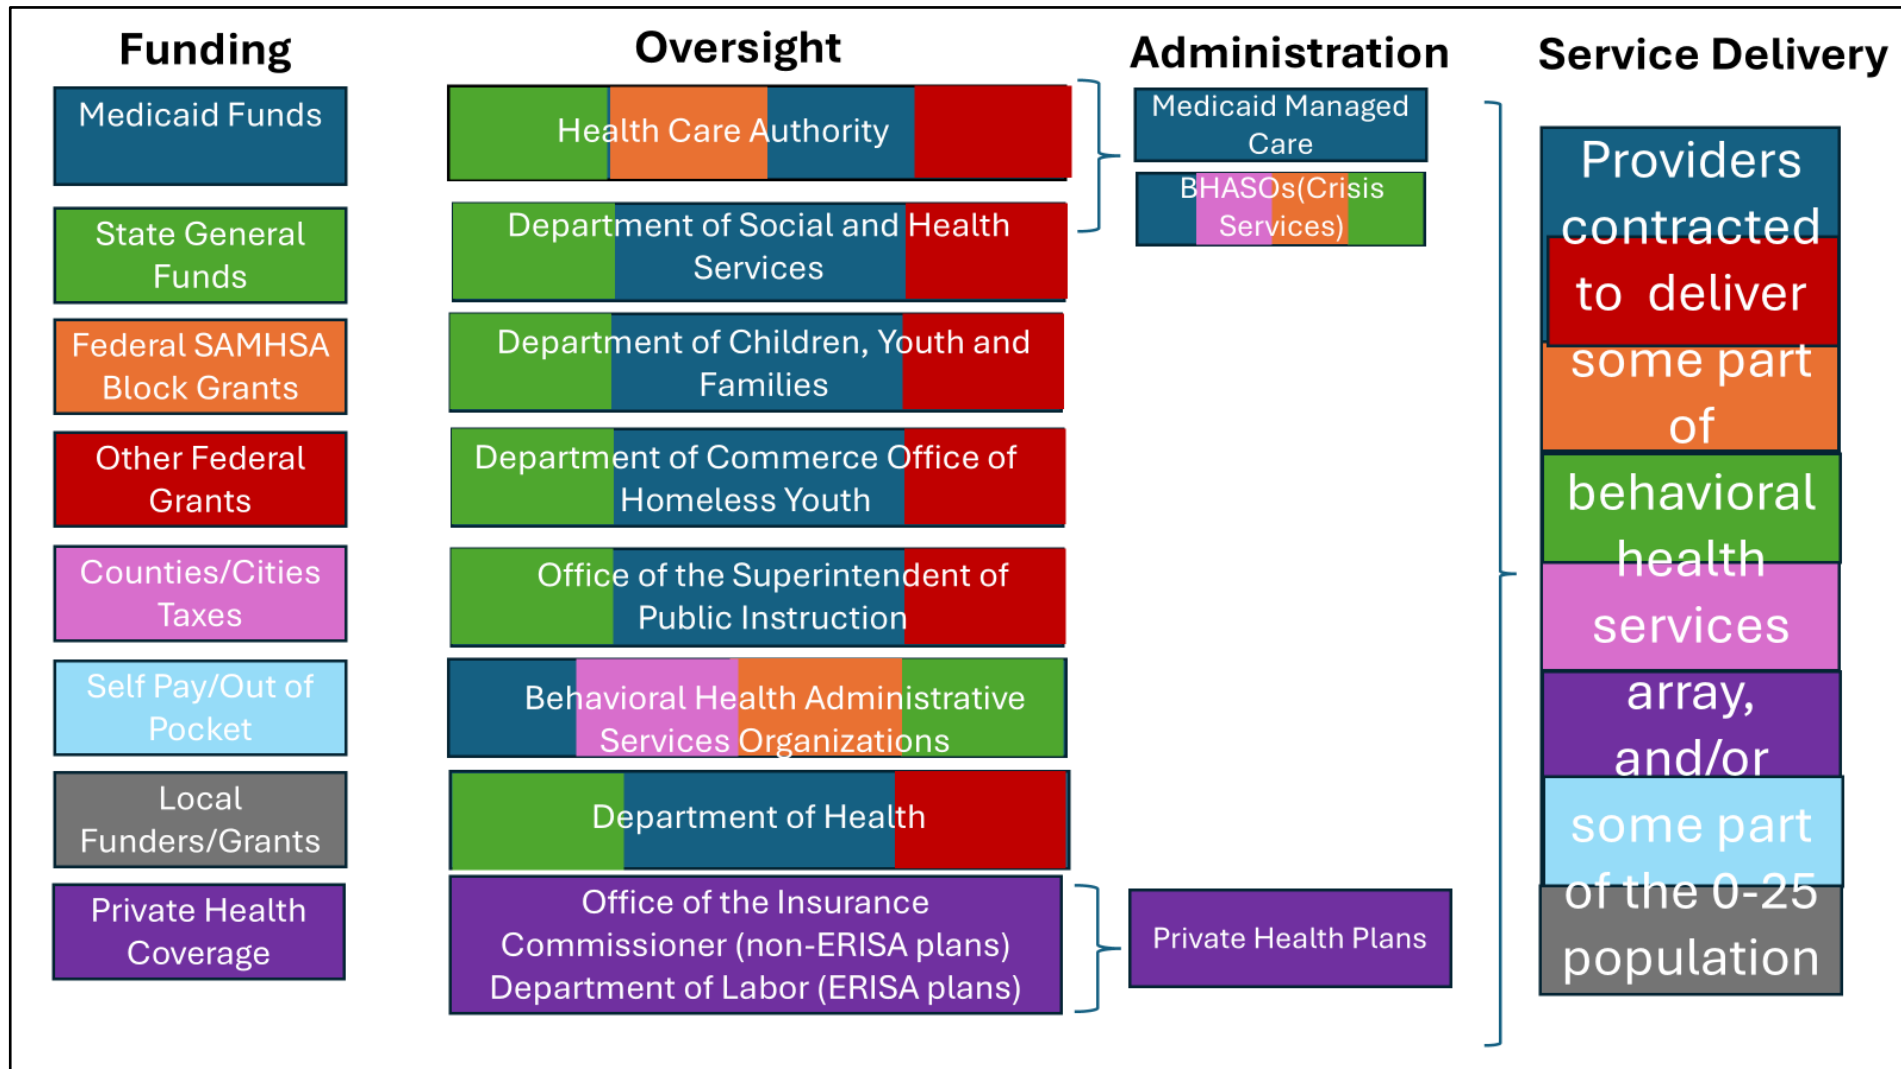 Funding
Medicaid Funds
State General
Funds
Federal SAMHSA
Block Grants
Other Federal
Grants
Counties/Cities
Taxes
Self Pay/Out of
Pocket
Local
Funders/Grants
Private Health
Coverage
Oversight
Health Care Authority
Department of Social and Health
Services
Department of Children, Youth and
Families
Department of Commerce Office of
Homeless Youth
Office of the Superintendent of
Public Instruction
Behavioral Health Administrative
Services Organizations
Department of Health
Office of the Insurance
Commissioner (non-ERISA plans)
Department of Labor (ERISA plans)
Administration
Medicaid Managed
Care
BHASOs(Crisis
Services)
Private Health Plans
Service Delivery
Providers
contracted
to deliver
some part
of
behavioral
health
services
array,
and/or
some part
of the 0-25
population